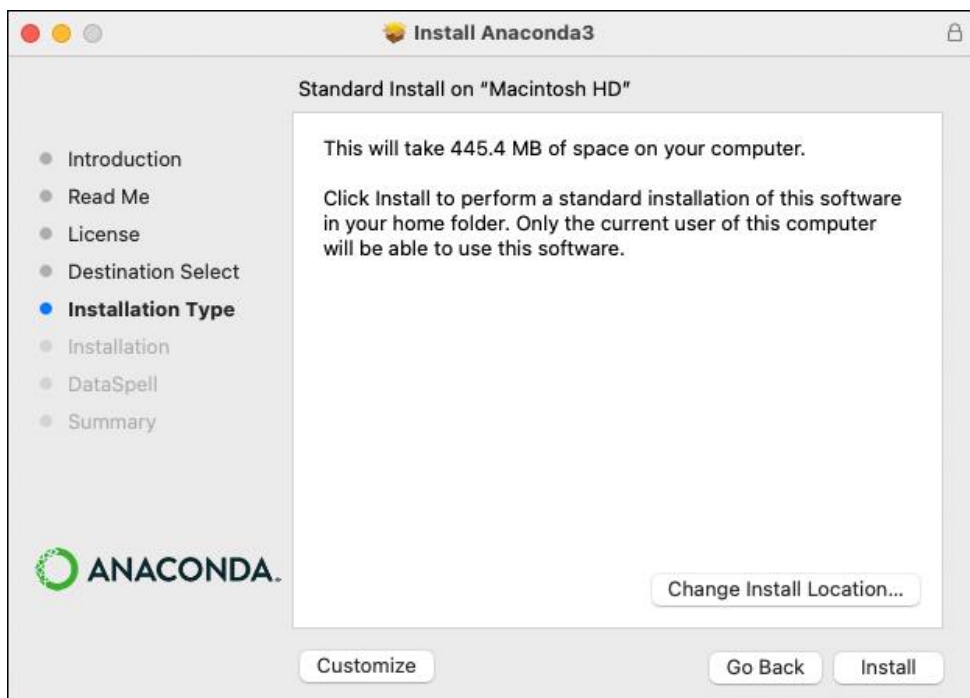 Install Anaconda3
Standard Install on “Macintosh HD”
Introduction
Read Me
License
Destination Select
Installation Type
Installation
DataSpell
Summary
This will take 445.4 MB of space on your computer.
Click Install to perform a standard installation of this software
in your home folder. Only the current user of this computer
will be able to use this software.
ANACONDA.
Change Install Location...
Customize
Go Back
Install